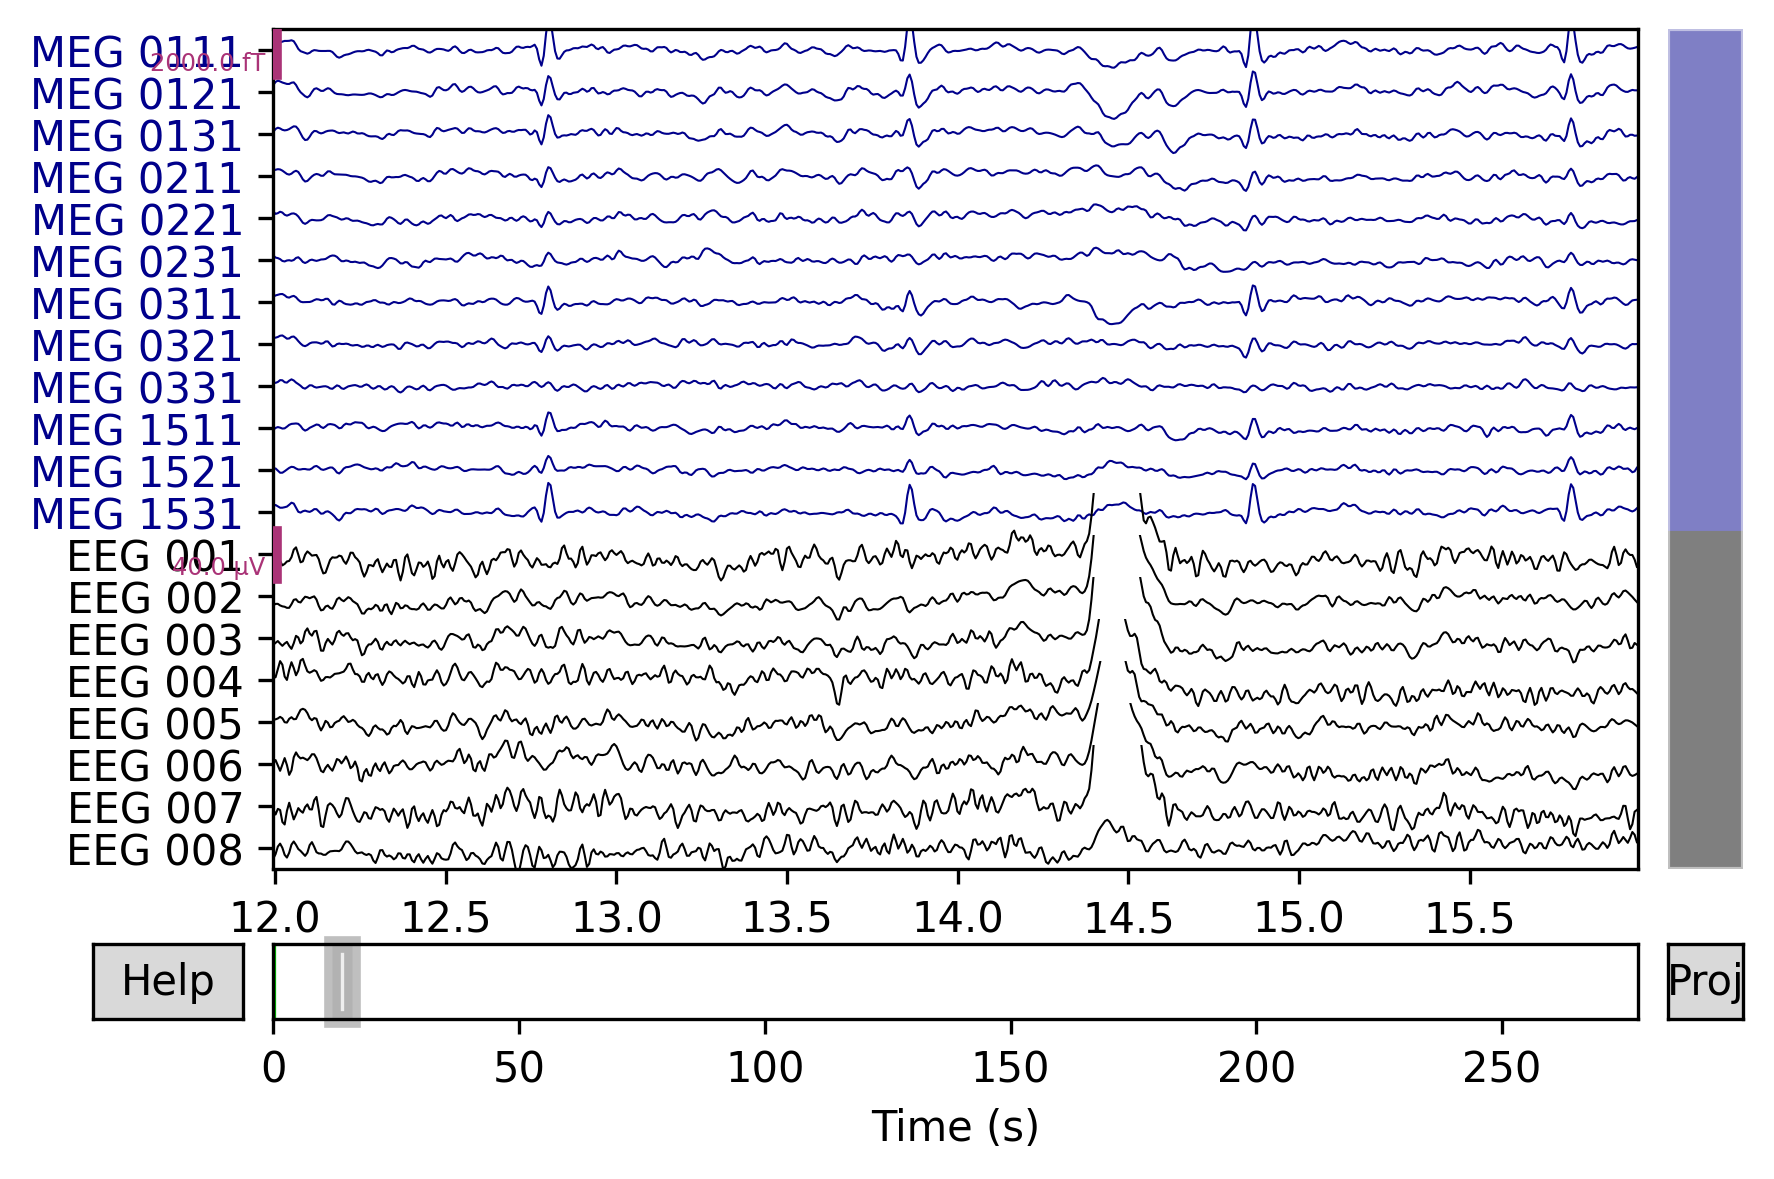 MEG 0111
2000.0 fT
MEG 0121
MEG 0131
MEG 0211
MEG 0221
MEG 0231
MEG 0311
MEG 0321
MEG 0331
MEG 1511
MEG 1521
MEG 1531
EEG 001
40.0 µV
EEG 002
EEG 003
EEG 004
EEG 005
EEG 006
EEG 007
EEG 008
12.0 12.5 13.0 13.5 14.0 14.5 15.0 15.5
Help
Proj
0 50 100 150 200 250
Time (s)